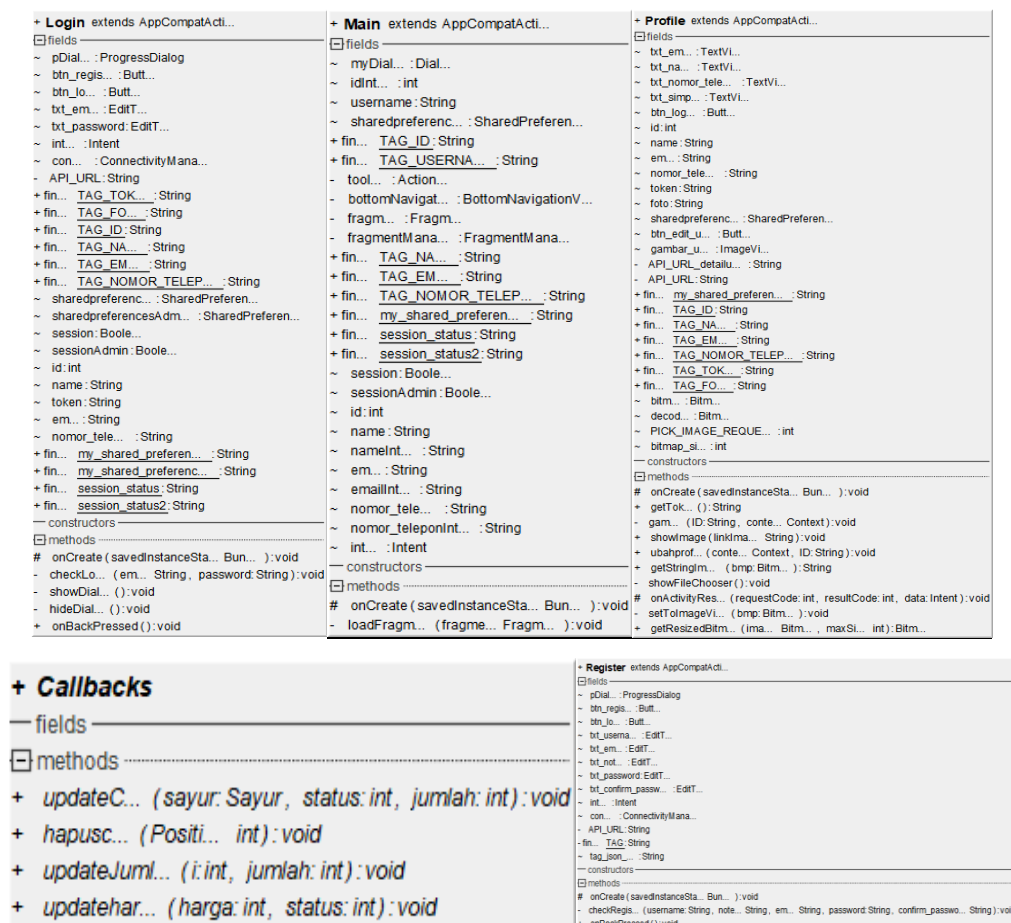 + Login extends AppCompatActi...
fields
~ pDial... : ProgressDialog
~ btn_regis... : Butt...
~ btn_lo... : Butt...
~ txt_em... : EditT...
~ txt_password: EditT...
~ int... : Intent
~ con... : ConnectivityMana...
- API_URL: String
+ fin... TAG_TOK... : String
+ fin... TAG_FO... : String
+ fin... TAG_ID: String
+ fin... TAG_NA... : String
+ fin... TAG_EM... : String
+ fin... TAG_NOMOR_TELEP... : String
~ sharedpreferenc... : SharedPreferen...
~ sharedpreferencesAdm... : SharedPreferen...
~ session: Boole...
~ sessionAdmin: Boole...
~ id: int
~ name: String
~ token: String
~ em... : String
~ nomor_tele... : String
+ fin... my_shared_preferen... : String
+ fin... my_shared_preferenc... : String
+ fin... session_status: String
+ fin... session_status2: String
constructors
methods
# onCreate (savedInstanceSta... Bun... ): void
- checkLo... (em... String, password: String): void
- showDial... (): void
- hideDial... (): void
+ onBackPressed (): void
+ Main extends AppCompatActi...
fields
~ myDial... : Dial...
~ idInt... : int
~ username: String
~ sharedpreferenc... : SharedPreferen...
+ fin... TAG_ID: String
+ fin... TAG_USERNA... : String
- tool... : Action...
- bottomNavigat... : BottomNavigationV...
- fragm... : Fragm...
- fragmentMana... : FragmentMana...
+ fin... TAG_NA... : String
+ fin... TAG_EM... : String
+ fin... TAG_NOMOR_TELEP... : String
+ fin... my_shared_preferen... : String
+ fin... session_status: String
+ fin... session_status2: String
~ session: Boole...
~ sessionAdmin: Boole...
~ id: int
~ name: String
~ nameInt... : String
~ em... : String
~ emailInt... : String
~ nomor_tele... : String
~ nomor_teleponInt... : String
~ int... : Intent
constructors
methods
# onCreate (savedInstanceSta... Bun... ): void
- loadFragm... (fragme... Fragm... ): void
+ Profile extends AppCompatActi...
fields
~ txt_em... : TextVi...
~ txt_na... : TextVi...
~ txt_nomor_tele... : TextVi...
~ txt_simp... : TextVi...
~ btn_log... : Butt...
~ id: int
~ name: String
~ em... : String
~ nomor_tele... : String
~ token: String
~ foto: String
~ sharedpreferenc... : SharedPreferen...
~ btn_edit_u... : Butt...
~ gambar_u... : ImageVi...
- API_URL_detailu... : String
- API_URL: String
+ fin... my_shared_preferen... : String
+ fin... TAG_ID: String
+ fin... TAG_NA... : String
+ fin... TAG_EM... : String
+ fin... TAG_NOMOR_TELEP... : String
+ fin... TAG_TOK... : String
+ fin... TAG_FO... : String
~ bitm... : Bitm...
~ decod... : Bitm...
~ PICK_IMAGE_REQUE... : int
~ bitmap_si... : int
constructors
methods
# onCreate (savedInstanceSta... Bun... ): void
+ getTok... (): String
- gam... (ID: String, conte... Context): void
+ showImage (linkIma... String): void
+ ubahprof... (conte... Context, ID: String): void
+ getStringIm... (bmp: Bitm... ): String
- showFileChooser (): void
# onActivityRes... (requestCode: int, resultCode: int, data: Intent): void
- setToImageVi... (bmp: Bitm... ): void
+ getResizedBitm... (ima... Bitm... , maxSi... int): Bitm...
+ Callbacks
fields
methods
+ updateC... (sayur: Sayur, status: int, jumlah: int): void
+ hapusc... (Positi... int): void
+ updateJuml... (i: int, jumlah: int): void
+ updatehar... (harga: int, status: int): void
+ Register extends AppCompatActi...
fields
~ pDial... : ProgressDialog
~ btn_regis... : Butt...
~ btn_lo... : Butt...
~ txt_userna... : EditT...
~ txt_em... : EditT...
~ txt_not... : EditT...
~ txt_password: EditT...
~ txt_confirm_passw... : EditT...
~ int... : Intent
~ con... : ConnectivityMana...
- API_URL: String
- fin... TAG: String
~ tag_json_... : String
constructors
methods
# onCreate (savedInstanceSta... Bun... ): void
- checkRegis... (username: String, note... String, em... String, password: String, confirm_passwo... String): voi
+ onBackPressed (): void